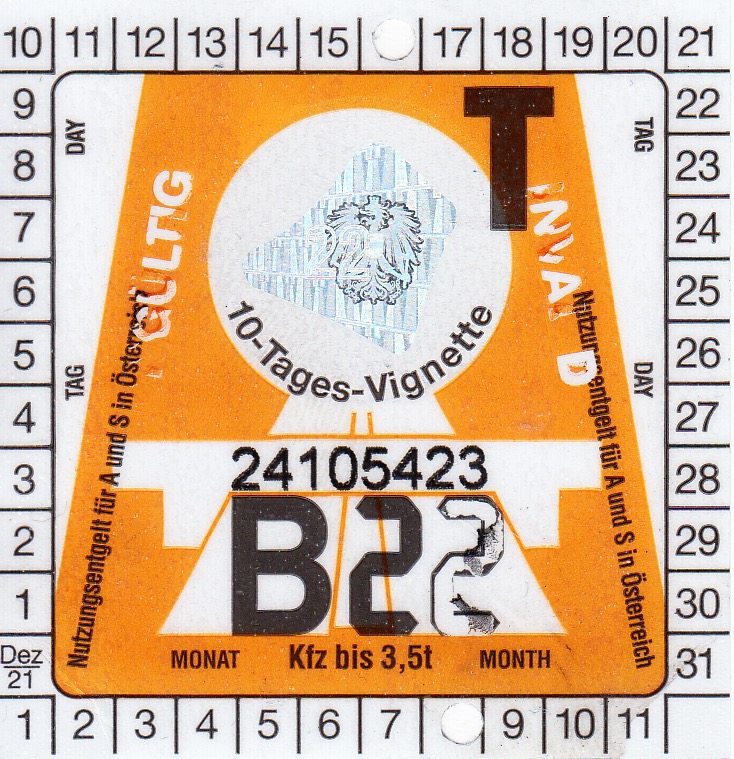 10 11 12 13 14 15 17 18 19 20 21
9 DAY T TAG 22
8 23
7 GÜLTIG INVA D 24
6 25
5 TAG DAY 26
4 27
3 28
2 29
1 30
Dez
21
31
10-Tages-Vignette
Nutzungsentgelt für A und S in Österreich
Nutzungsentgelt für A und S in Österreich
24105423
B22
MONAT Kfz bis 3,5t MONTH
1 2 3 4 5 6 7 9 10 11